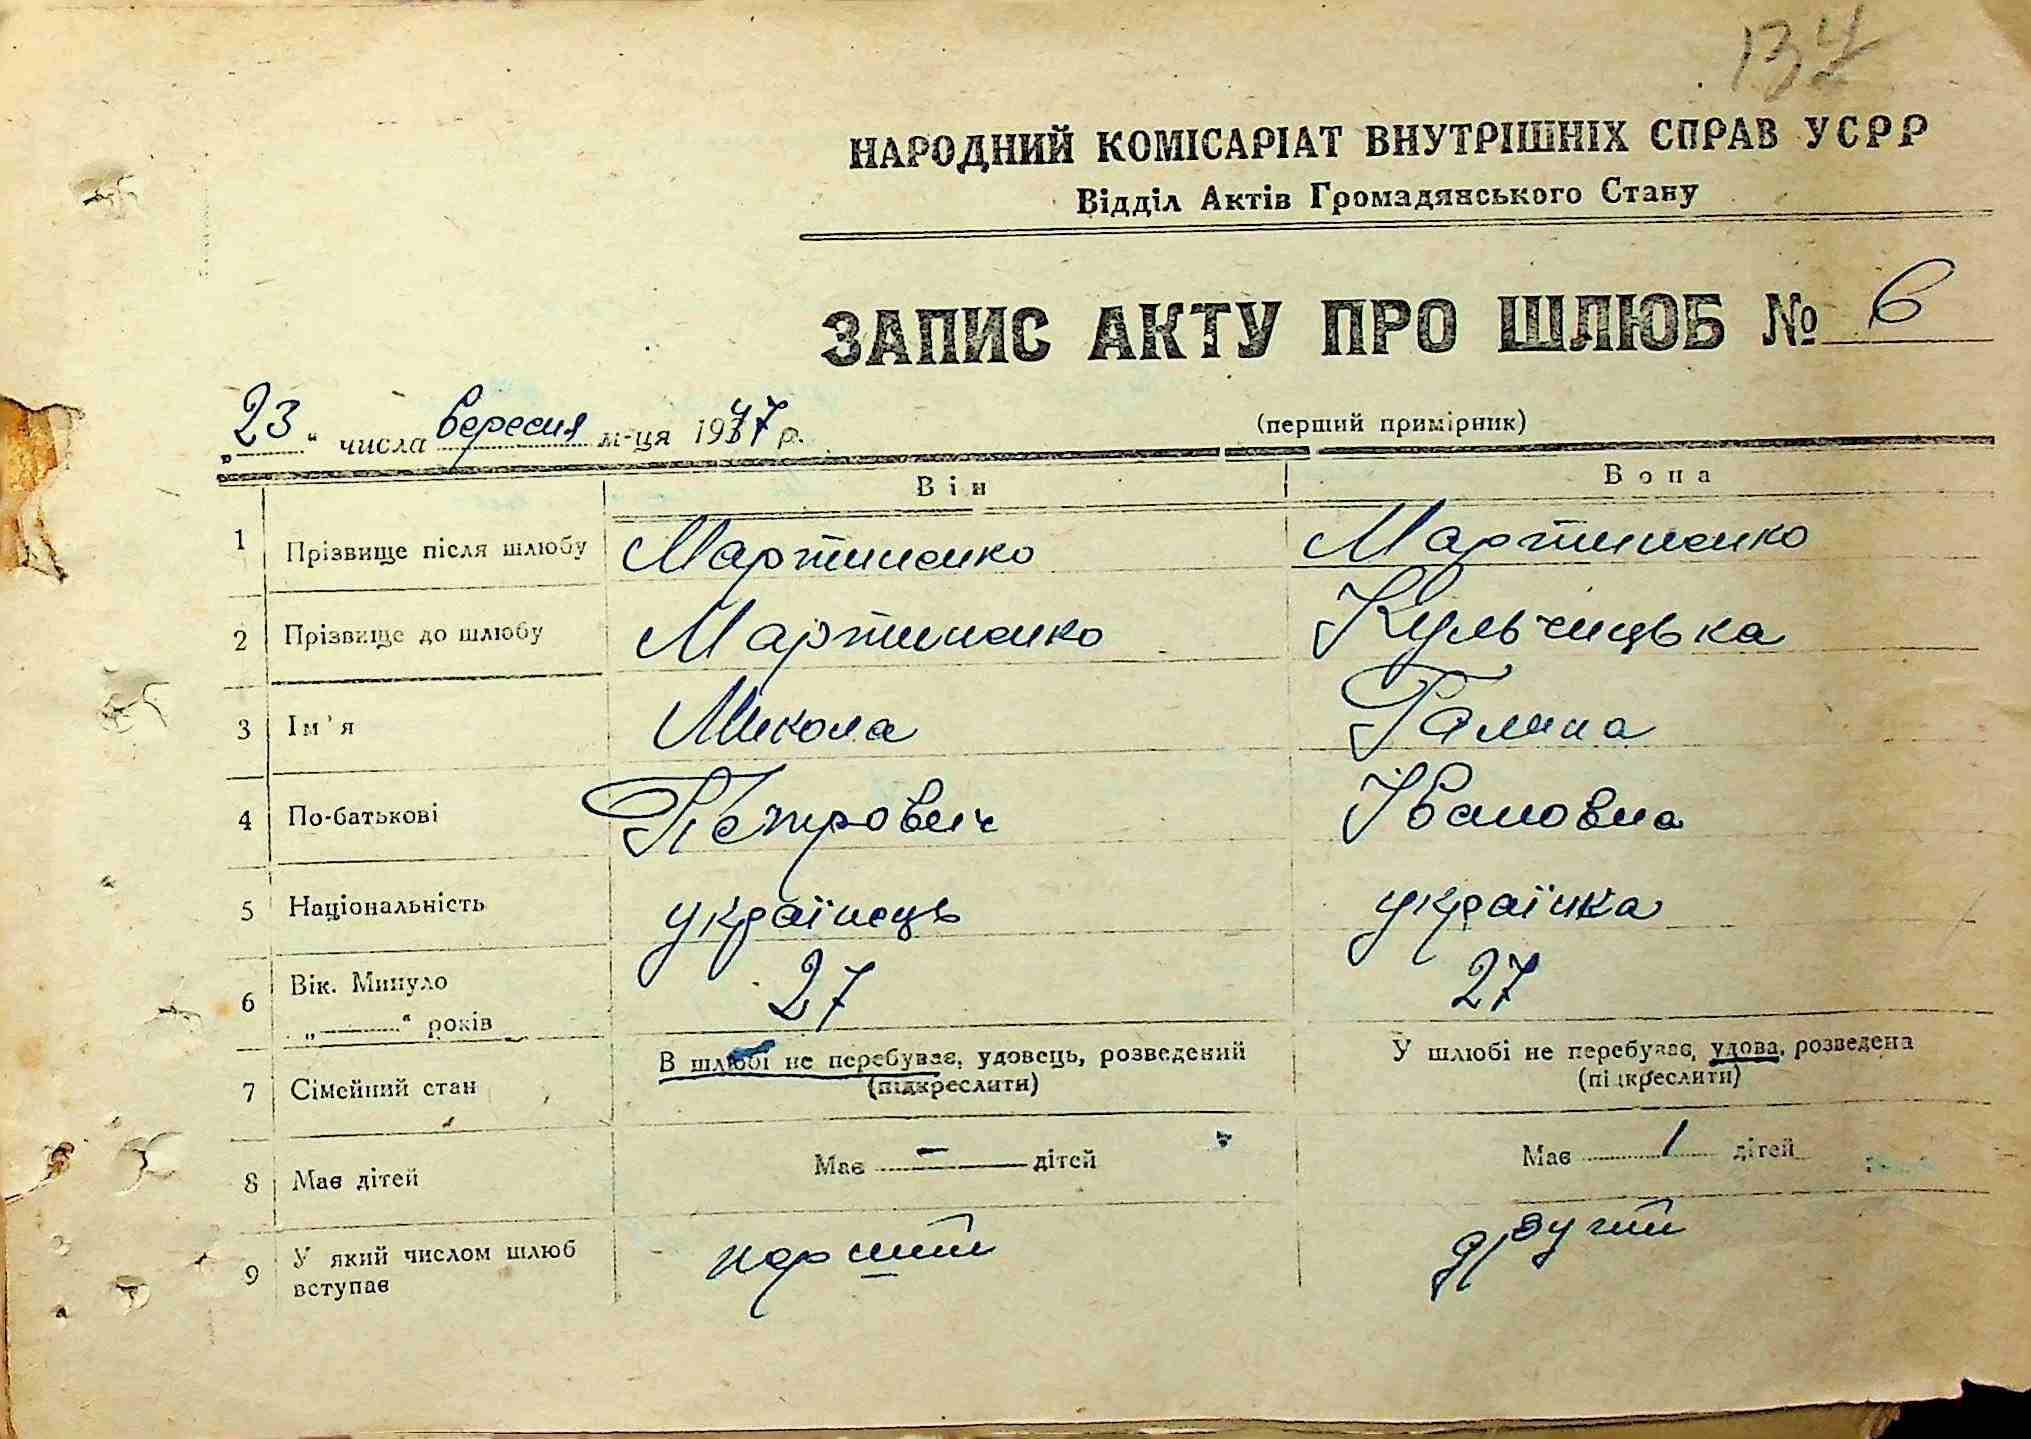 134
НАРОДНИЙ КОМІСАРІАТ ВНУТРІШНІХ СПРАВ УСРР
Відділ Актів Громадянського Стану
ЗАПИС АКТУ ПРО ШЛЮБ № 6
„23" числа вересня м-ця 1947 р.
(перший примірник)
Він Вона
1 Прізвище після шлюбу Мартиненко Мартиненко
2 Прізвище до шлюбу Мартиненко Кульчицька
3 Ім'я Микола Галина
4 По-батькові Петрович Івановна
5 Національність українець українка
6 Вік. Минуло 27 27
„ " років
7 Сімейний стан В шлюбі не перебуває, удовець, розведений У шлюбі не перебуває, удова, розведена
(підкреслити) (підкреслити)
8 Має дітей Має — дітей Має 1 дітей
9 У який числом шлюб перший другий
вступає